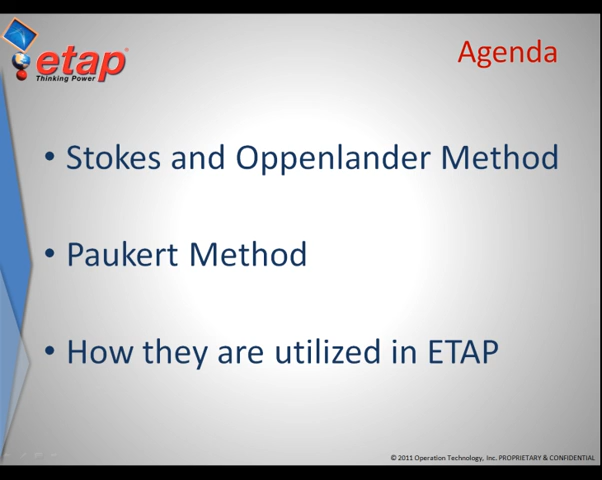 etap®
Thinking Power™
Agenda
• Stokes and Oppenlander Method
• Paukert Method
• How they are utilized in ETAP
© 2011 Operation Technology, Inc. PROPRIETARY & CONFIDENTIAL